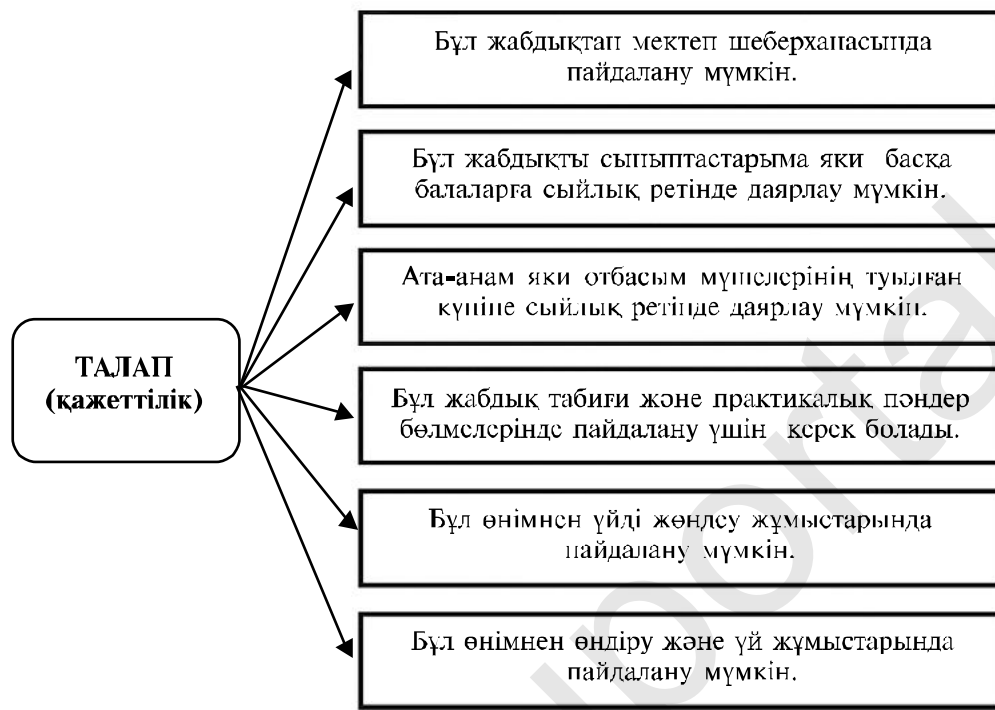 Бұл жабдықтан мектеп шеберханасында
пайдалану мүмкін.
Бұл жабдықты сыныптастарыма яки басқа
балаларға сыйлық ретінде даярлау мүмкін.
Ата-анам яки отбасым мүшелерінің туылған
күніне сыйлық ретінде даярлау мүмкін.
ТАЛАП
(қажеттілік)
Бұл жабдық табиғи және практикалық пәндер
бөлмелерінде пайдалану үшін керек болады.
Бұл өнімнен үйді жөндеу жұмыстарында
пайдалану мүмкін.
Бұл өнімнен өндіру және үй жұмыстарында
пайдалану мүмкін.
portal